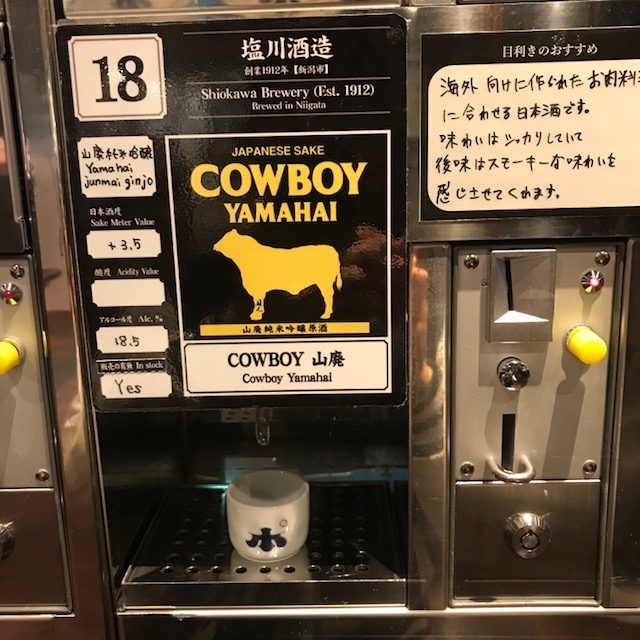 18
塩川酒造
創業1912年【新潟市】
Shiokawa Brewery (Est. 1912)
Brewed in Niigata
山廃純米吟醸
Yamahai
junmai ginjo
日本酒度
Sake Meter Value
+3.5
酸度 Acidity Value
アルコール度 Alc.%
18.5
販売の有無 In stock
Yes
JAPANESE SAKE
COWBOY
YAMAHAI
山廃純米吟醸原酒
COWBOY 山廃
Cowboy Yamahai
目利きのおすすめ
海外向けに作られたお肉料
に合わせる日本酒です。
味わいはシッカリしていて
後味はスモーキーな味わいを
感じさせてくれます。